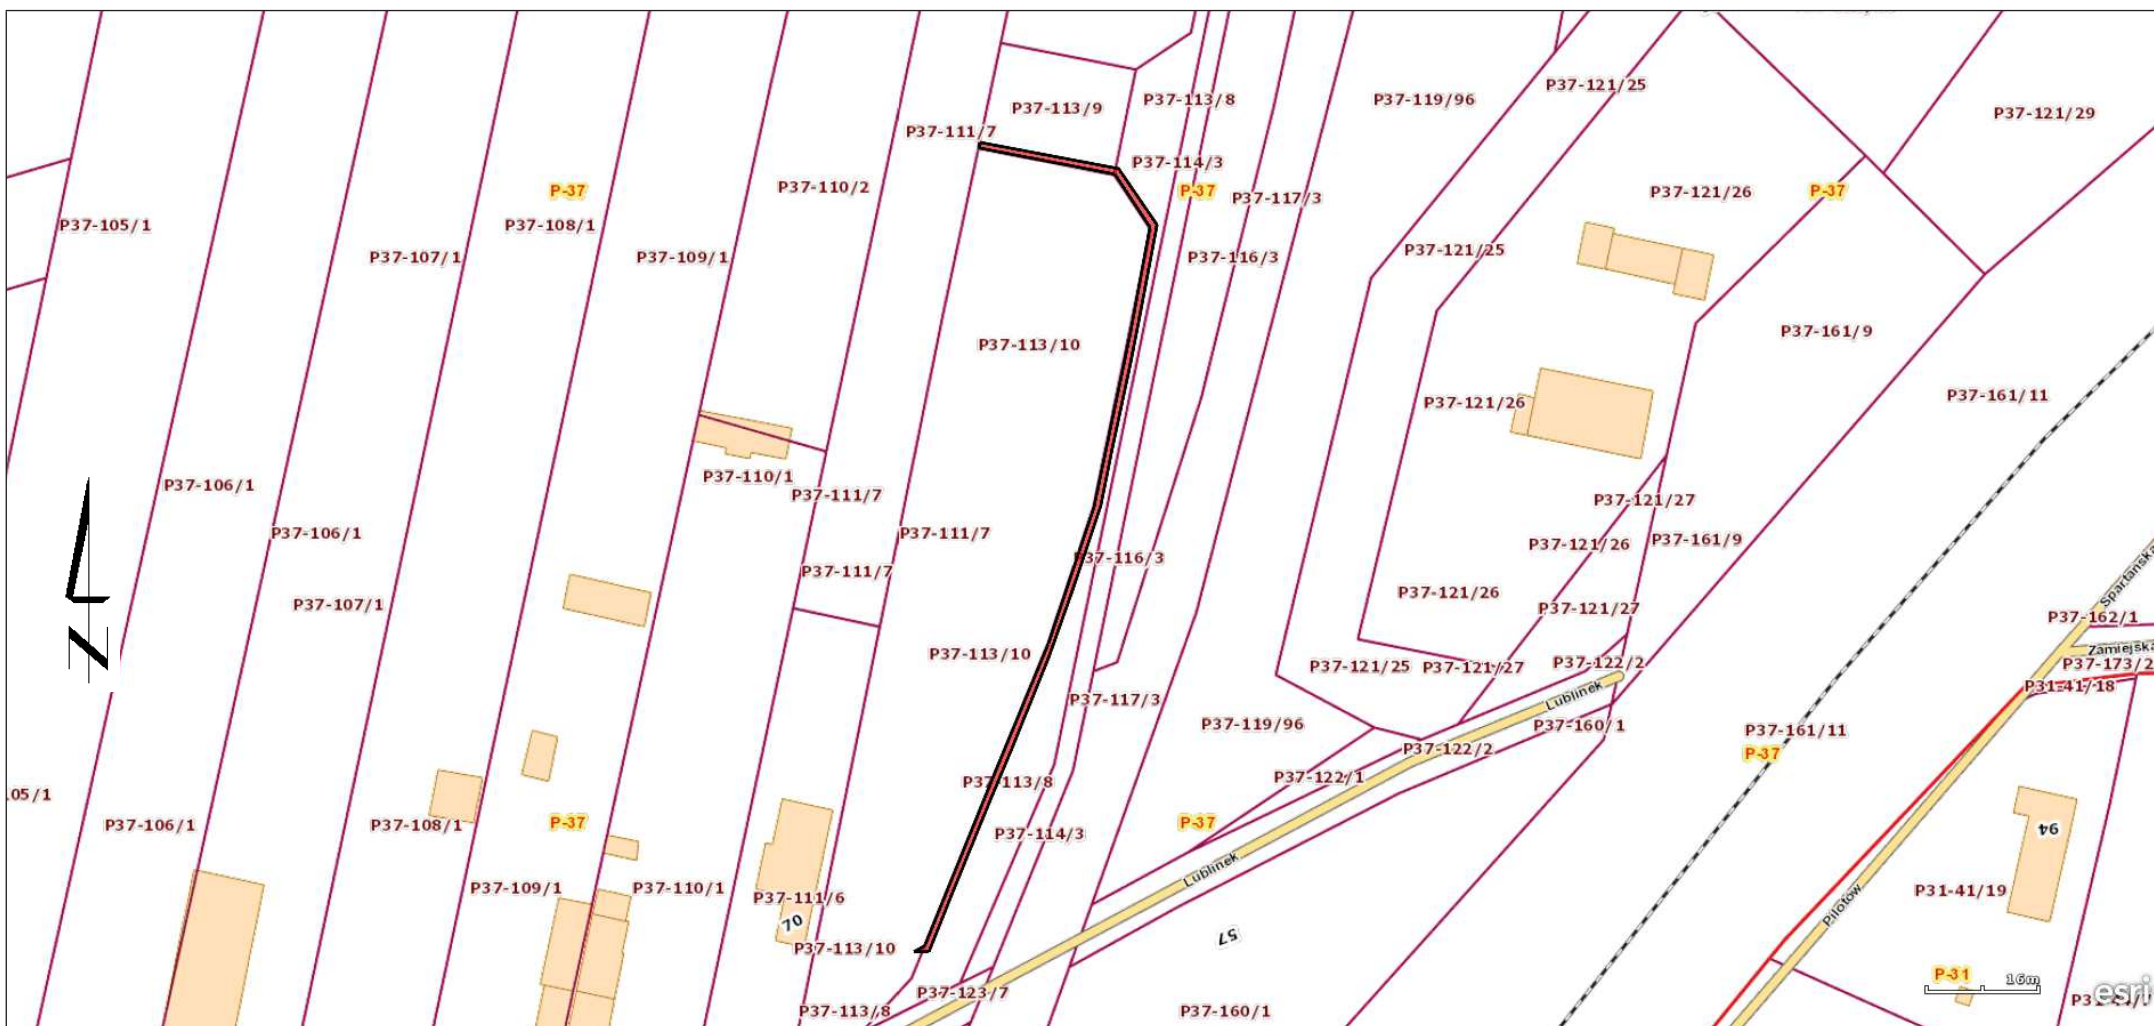 P37-121/25
P37-119/96
P37-113/8
P37-113/9
P37-121/29
P37-111/7
P37-114/3
P37-110/2
P-37
P-37
P37-121/26
P-37
P37-117/3
P37-105/1
P37-108/1
P37-121/25
P37-107/1
P37-109/1
P37-116/3
P37-161/9
P37-113/10
P37-161/11
P37-121/26
P37-110/1
P37-106/1
P37-111/7
P37-121/27
P37-106/1
P37-111/7
P37-161/9
P37-121/26
P37-116/3
P37-111/7
Spartańska
P37-121/26
P37-107/1
P37-121/27
P37-162/1
N
Zamiejska
P37-113/10
P37-122/2
P37-173/2
P37-121/25
P37-121/27
P31-41/18
Lublinek
P37-117/3
P37-119/96
P37-160/1
P37-161/11
P37-122/2
P-37
P37-122/1
P37-113/8
05/1
P37-106/1
P37-108/1
P-37
P-37
94
P37-114/3
Lublinek
P37-109/1
P37-110/1
P31-41/19
P37-111/6
Pilotów
70
57
P37-113/10
P-31
16m
esri
P37-123/7
P37-113/8
P37-160/1